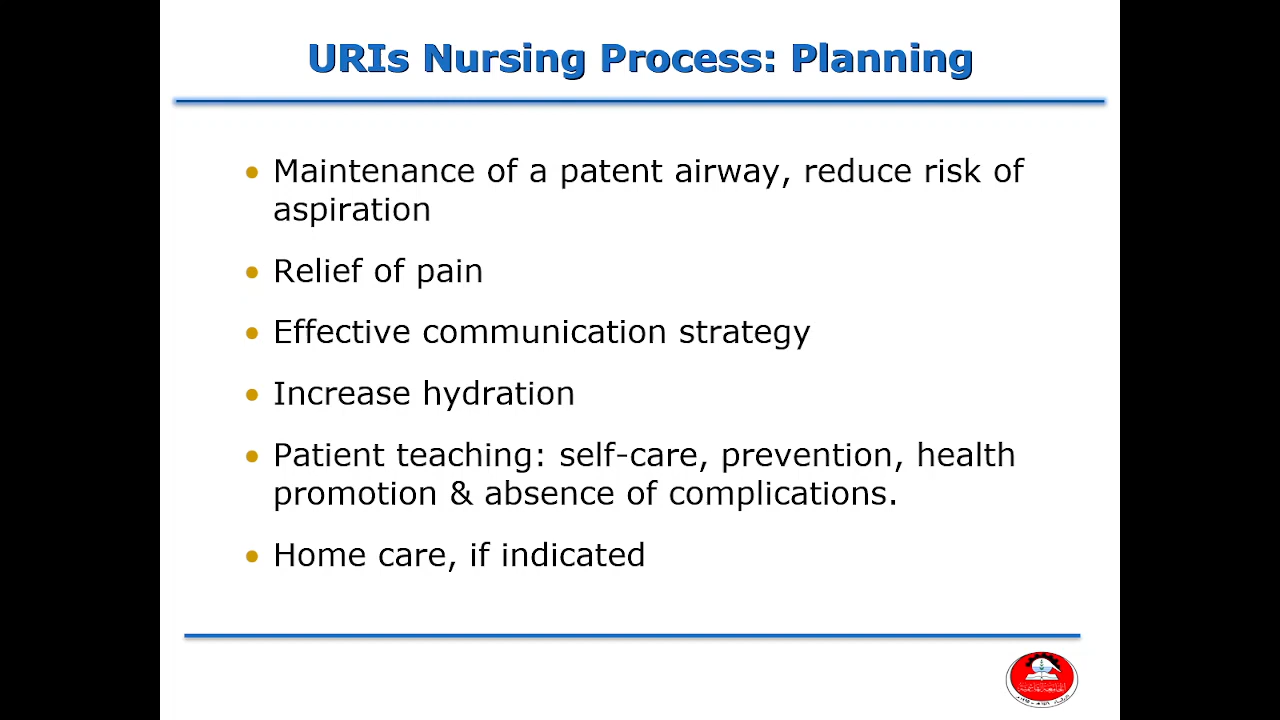 URIs Nursing Process: Planning
• Maintenance of a patent airway, reduce risk of
aspiration
• Relief of pain
• Effective communication strategy
• Increase hydration
• Patient teaching: self-care, prevention, health
promotion & absence of complications.
• Home care, if indicated